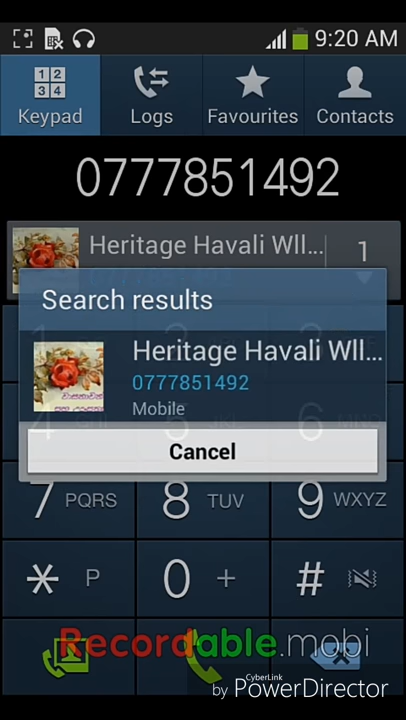 9:20 AM
Keypad Logs Favourites Contacts
0777851492
Heritage Havali Wll... 1
Search results
Heritage Havali Wll...
0777851492
Mobile
Cancel
7 PQRS 8 TUV 9 WXYZ
* P 0 + #
Recordable.mobi
CyberLink
by PowerDirector